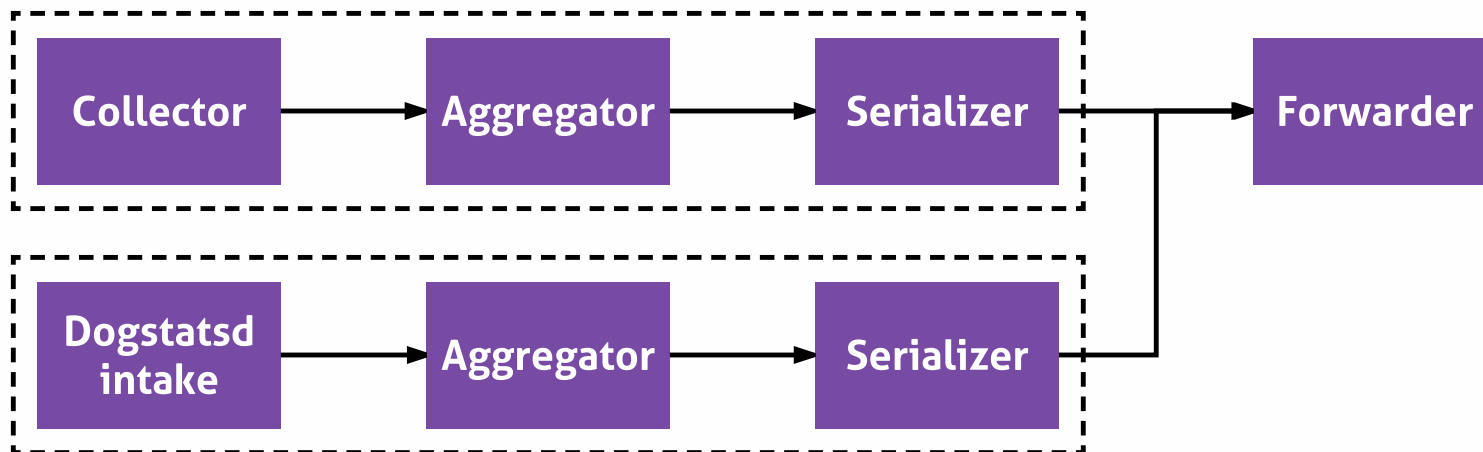 Collector
Aggregator
Serializer
Forwarder
Dogstatsd
intake
Aggregator
Serializer